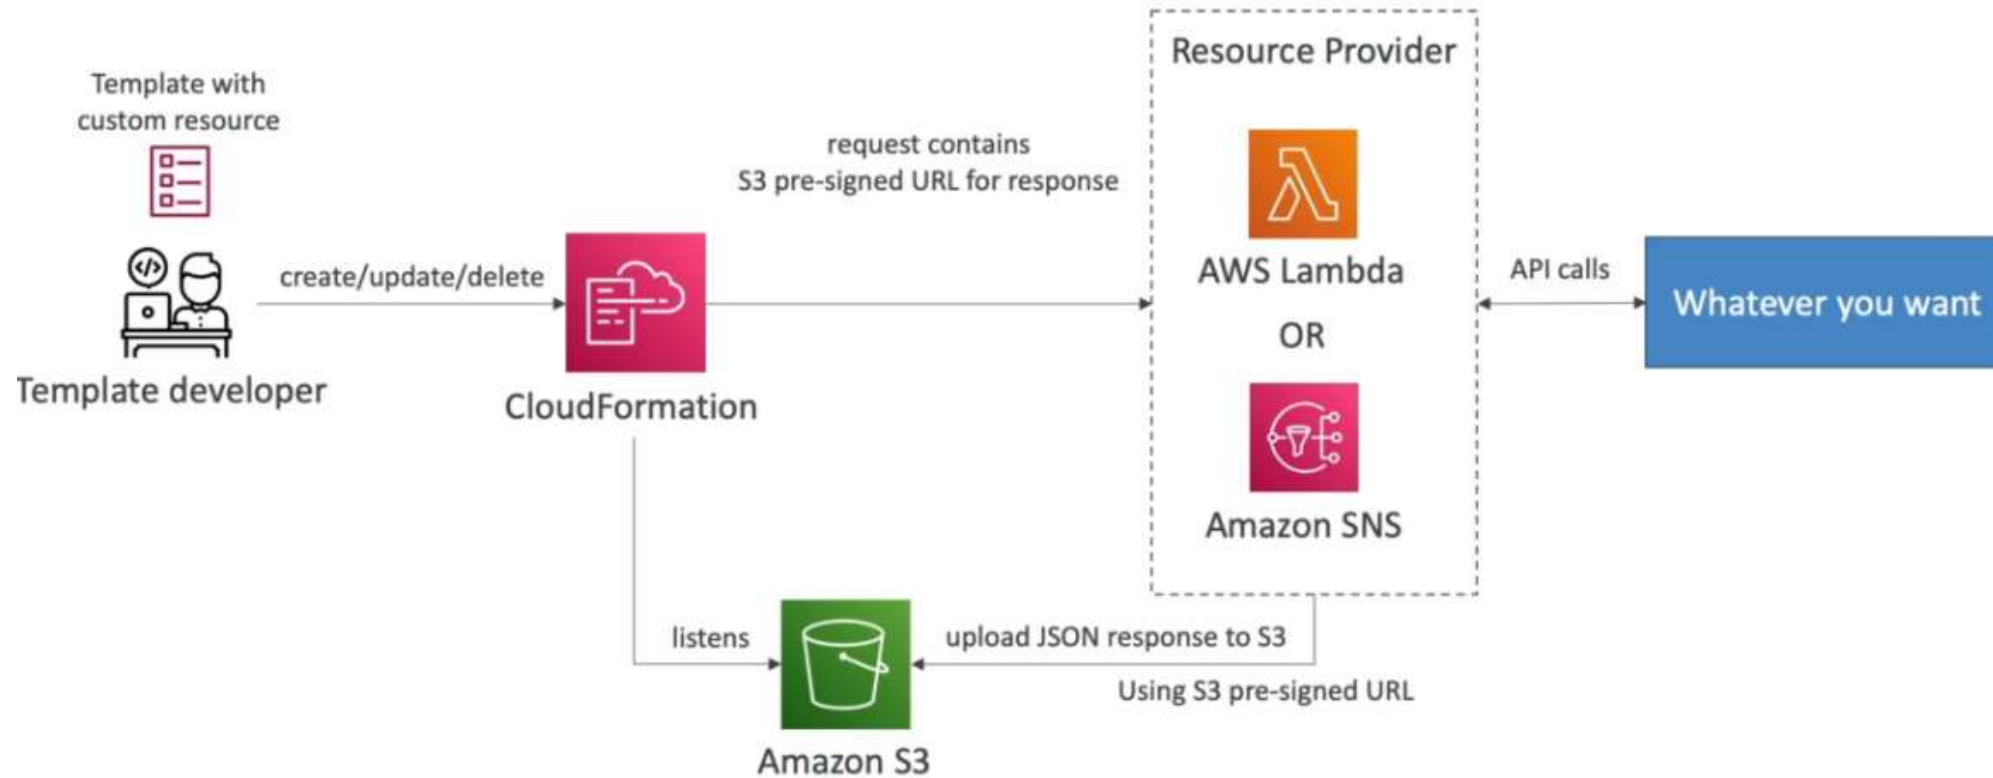 Template with
custom resource
create/update/delete
Template developer
CloudFormation
request contains
S3 pre-signed URL for response
Resource Provider
AWS Lambda
OR
Amazon SNS
API calls
Whatever you want
listens
upload JSON response to S3
Using S3 pre-signed URL
Amazon S3